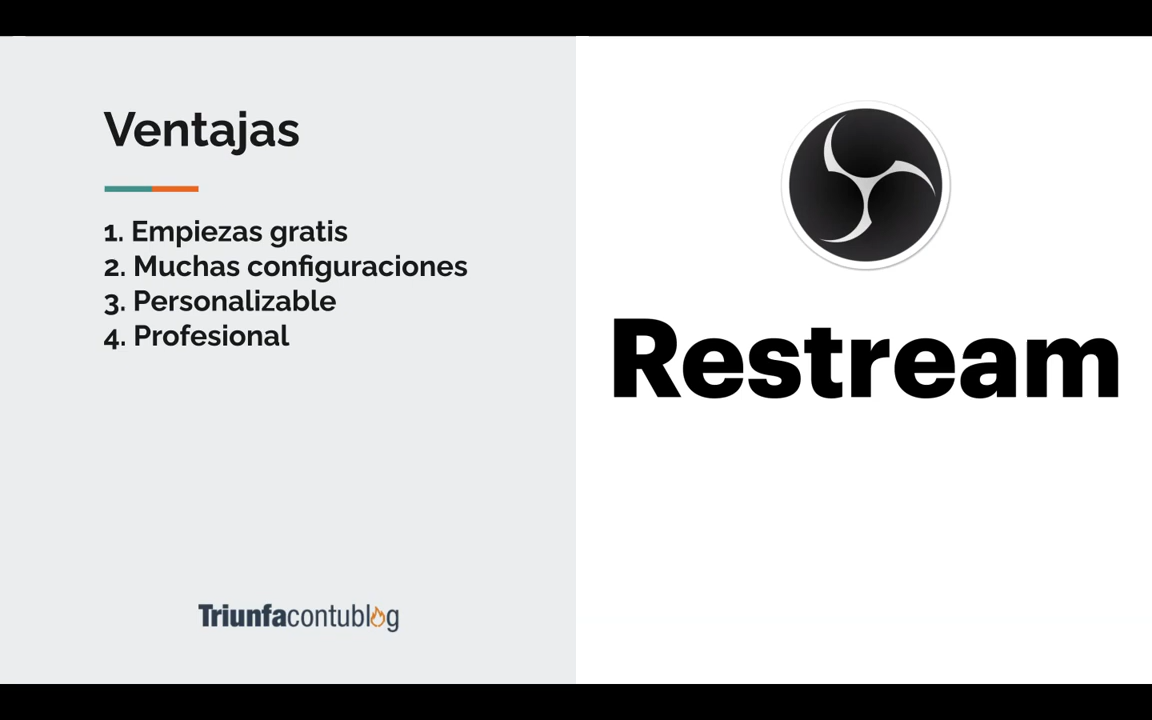 Ventajas
1. Empiezas gratis
2. Muchas configuraciones
3. Personalizable
4. Profesional
Restream
Triunfacontublog